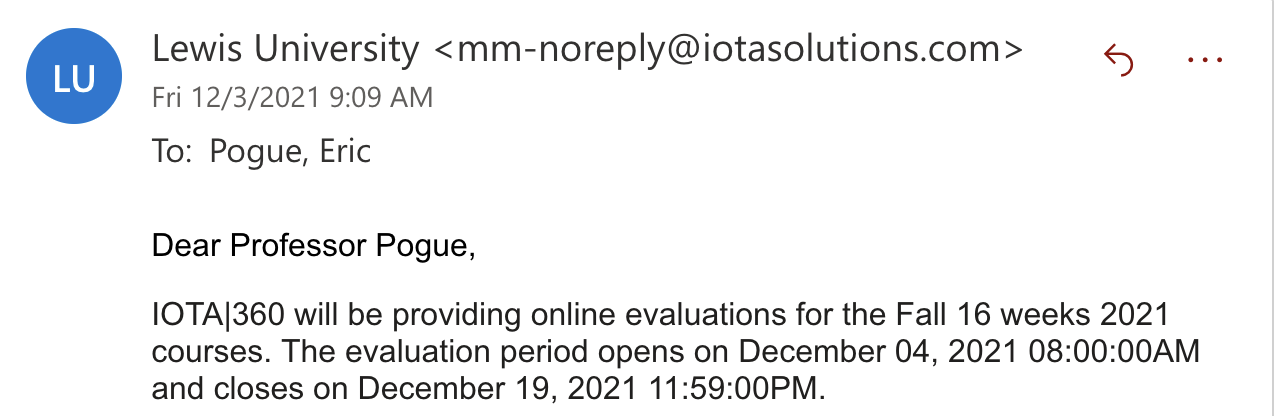 LU
Lewis University <mm-noreply@iotasolutions.com>
Fri 12/3/2021 9:09 AM
To: Pogue, Eric
Dear Professor Pogue,
IOTA|360 will be providing online evaluations for the Fall 16 weeks 2021
courses. The evaluation period opens on December 04, 2021 08:00:00AM
and closes on December 19, 2021 11:59:00PM.